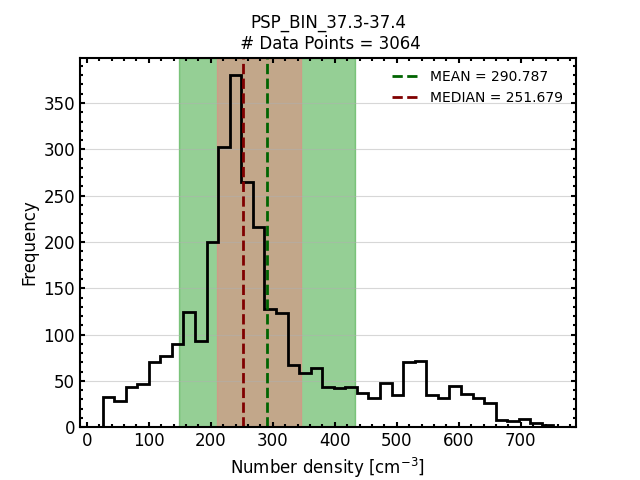 PSP_BIN_37.3-37.4
# Data Points = 3064
MEAN = 290.787
MEDIAN = 251.679
Frequency
350
300
250
200
150
100
50
0
0 100 200 300 400 500 600 700
Number density [cm⁻³]